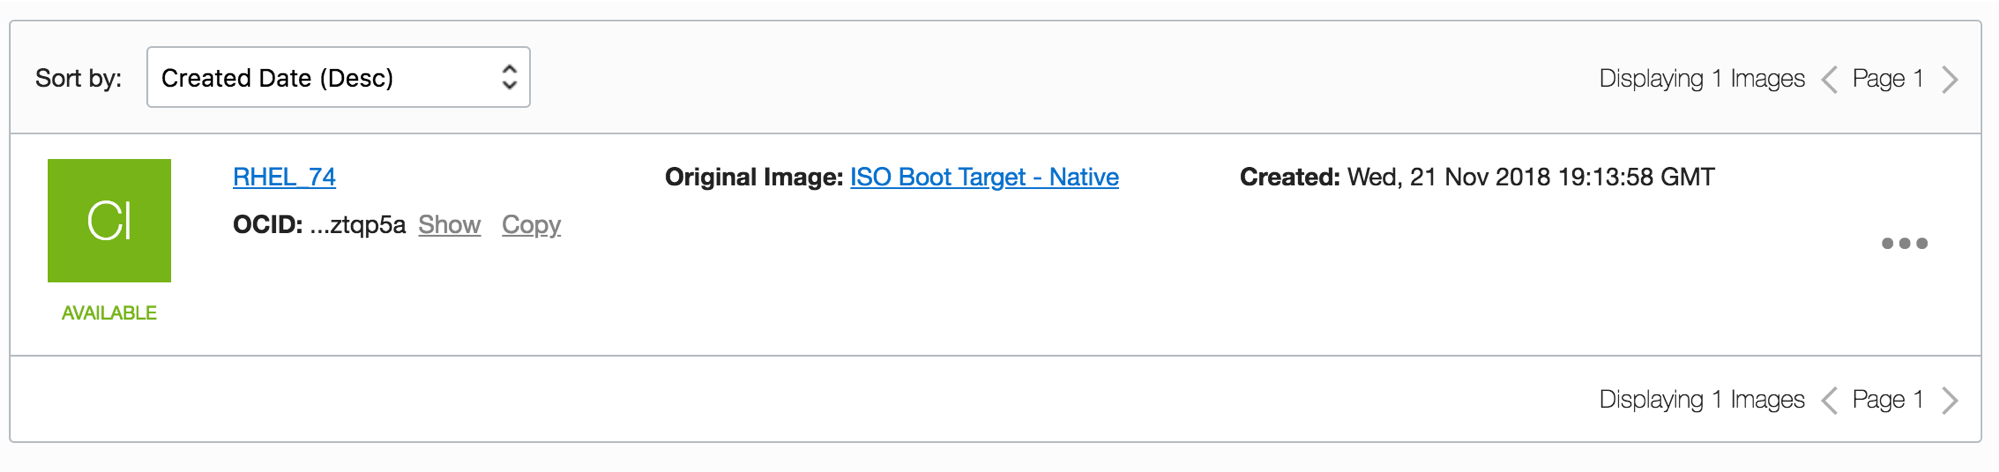 Sort by: Created Date (Desc) Displaying 1 Images Page 1
CI
AVAILABLE
RHEL_74 Original Image: ISO Boot Target - Native Created: Wed, 21 Nov 2018 19:13:58 GMT
OCID: ...ztqp5a Show Copy
Displaying 1 Images Page 1